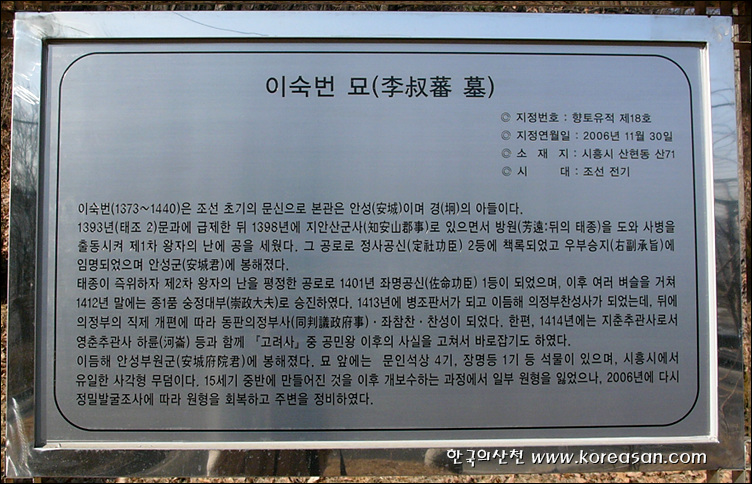 이숙번 묘(李叔蕃 墓)
◎ 지정번호 : 향토유적 제18호
◎ 지정연월일 : 2006년 11월 30일
◎ 소 재 지 : 시흥시 산현동 산71
◎ 시 대 : 조선 전기
이숙번(1373~1440)은 조선 초기의 문신으로 본관은 안성(安城)이며 경(坰)의 아들이다.
1393년(태조 2)문과에 급제한 뒤 1398년에 지안산군사(知安山郡事)로 있으면서 방원(芳遠:뒤의 태종)을 도와 사병을
출동시켜 제1차 왕자의 난에 공을 세웠다. 그 공로로 정사공신(定社功臣) 2등에 책록되었고 우부승지(右副承旨)에
임명되었으며 안성군(安城君)에 봉해졌다.
태종이 즉위하자 제2차 왕자의 난을 평정한 공로로 1401년 좌명공신(佐命功臣) 1등이 되었으며, 이후 여러 벼슬을 거쳐
1412년 말에는 종1품 숭정대부(崇政大夫)로 승진하였다. 1413년에 병조판서가 되고 이듬해 의정부찬성사가 되었는데, 뒤에
의정부의 직제 개편에 따라 동판의정부사(同判議政府事)·좌참찬·찬성이 되었다. 한편, 1414년에는 지춘추관사로서
영춘추관사 하륜(河崙) 등과 함께 『고려사』중 공민왕 이후의 사실을 고쳐서 바로잡기도 하였다.
이듬해 안성부원군(安城府院君)에 봉해졌다. 묘 앞에는 문인석상 4기, 장명등 1기 등 석물이 있으며, 시흥시에서
유일한 사각형 무덤이다. 15세기 중반에 만들어진 것을 이후 개보수하는 과정에서 일부 원형을 잃었으나, 2006년에 다시
정밀발굴조사에 따라 원형을 회복하고 주변을 정비하였다.
한국의산천 www.koreasan.com